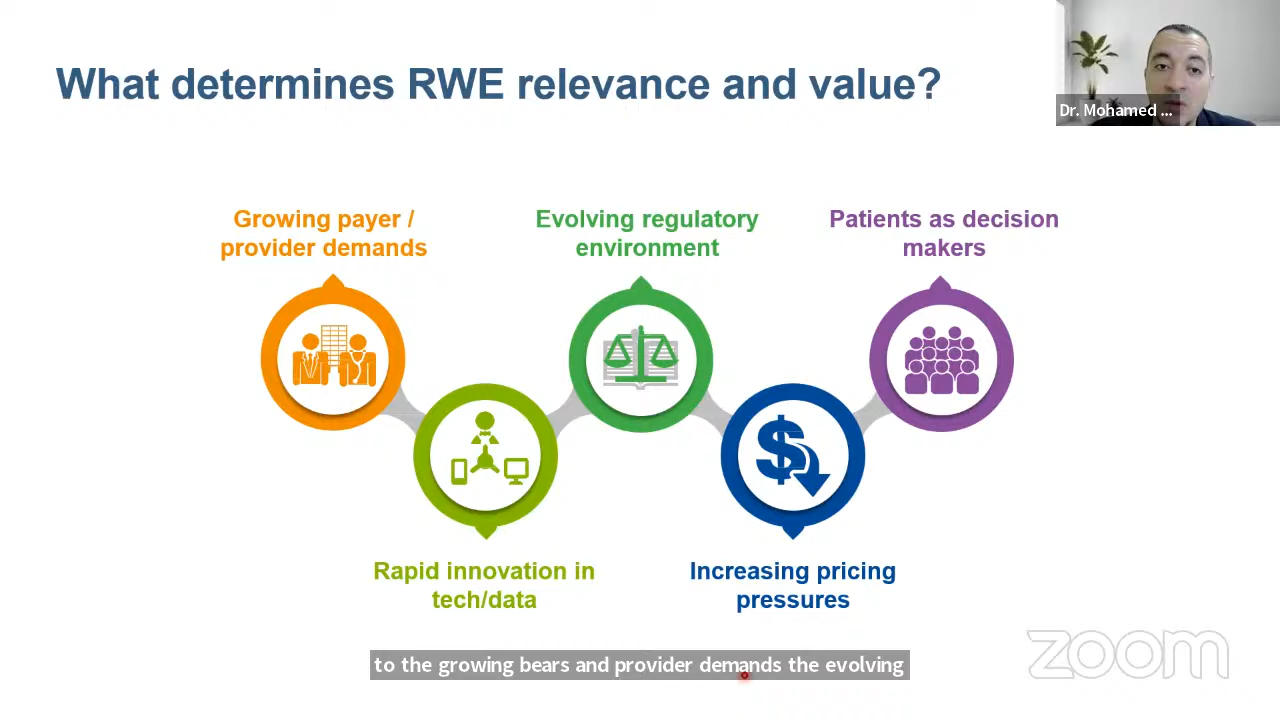 What determines RWE relevance and value?
Dr. Mohamed ...
Growing payer /
provider demands
Evolving regulatory
environment
Patients as decision
makers
Rapid innovation in
tech/data
Increasing pricing
pressures
to the growing bears and provider demands the evolving
zoom